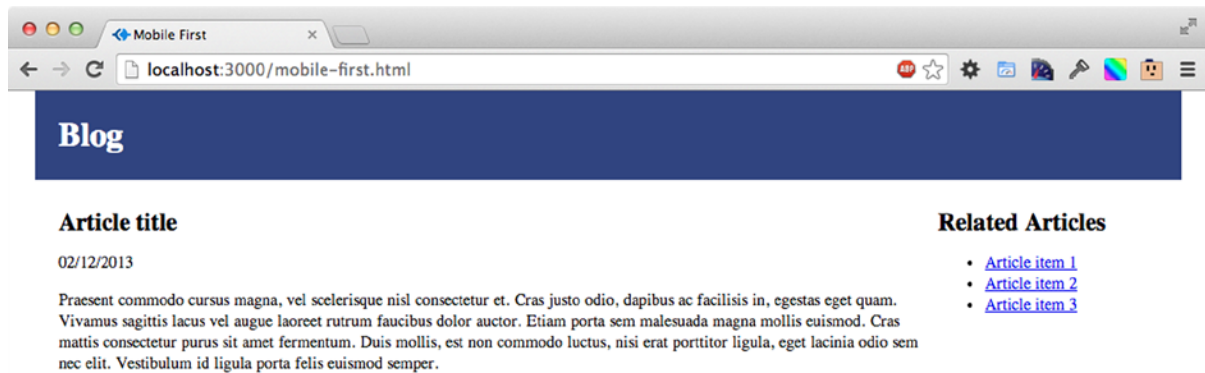 Mobile First
localhost:3000/mobile-first.html
ABP
Blog
Article title
02/12/2013
Praesent commodo cursus magna, vel scelerisque nisl consectetur et. Cras justo odio, dapibus ac facilisis in, egestas eget quam.
Vivamus sagittis lacus vel augue laoreet rutrum faucibus dolor auctor. Etiam porta sem malesuada magna mollis euismod. Cras
mattis consectetur purus sit amet fermentum. Duis mollis, est non commodo luctus, nisi erat porttitor ligula, eget lacinia odio sem
nec elit. Vestibulum id ligula porta felis euismod semper.
Related Articles
Article item 1
Article item 2
Article item 3